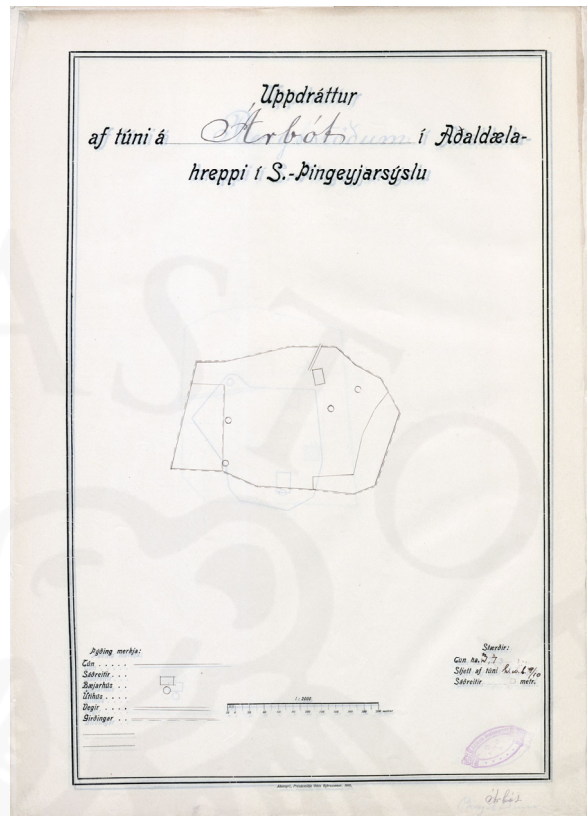 Uppdráttur
af túni á Árbót í Aðaldæla-
hreppi í S.-Þingeyjarsýslu
Þýðing merkja:
Tún . . . . .
Sáðreitir . . .
Bæjarhús . . .
Útihús . . . .
Vegir . . . .
Girðingar . . .
1:2000
Stærðir:
Tún ha.
Sljett af túni
Sáðreitir metr.
Árbót